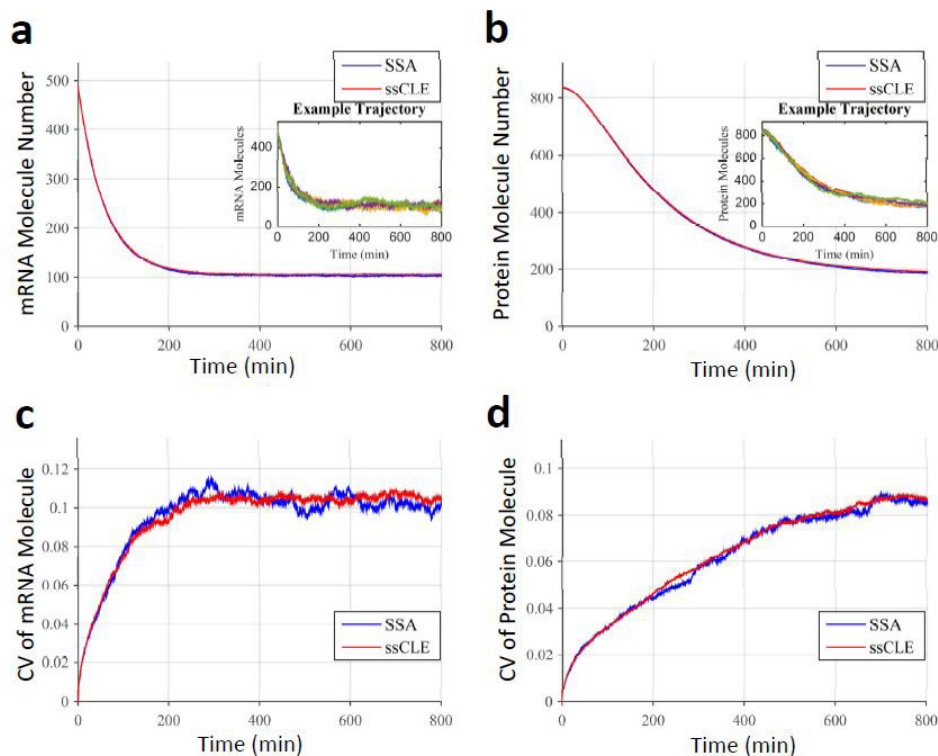 a
SSA
ssCLE
mRNA Molecule Number
500
400
300
200
100
0
0
200
400
600
800
Time (min)
Example Trajectory
mRNA Molecules
400
200
0
0
200
400
600
800
Time (min)
b
SSA
ssCLE
Protein Molecule Number
800
600
400
200
0
0
200
400
600
800
Time (min)
Example Trajectory
Protein Molecules
800
600
400
200
0
0
200
400
600
800
Time (min)
c
CV of mRNA Molecule
0.12
0.1
0.08
0.06
0.04
0.02
0
0
200
400
600
800
Time (min)
SSA
ssCLE
d
CV of Protein Molecule
0.1
0.08
0.06
0.04
0.02
0
0
200
400
600
800
Time (min)
SSA
ssCLE